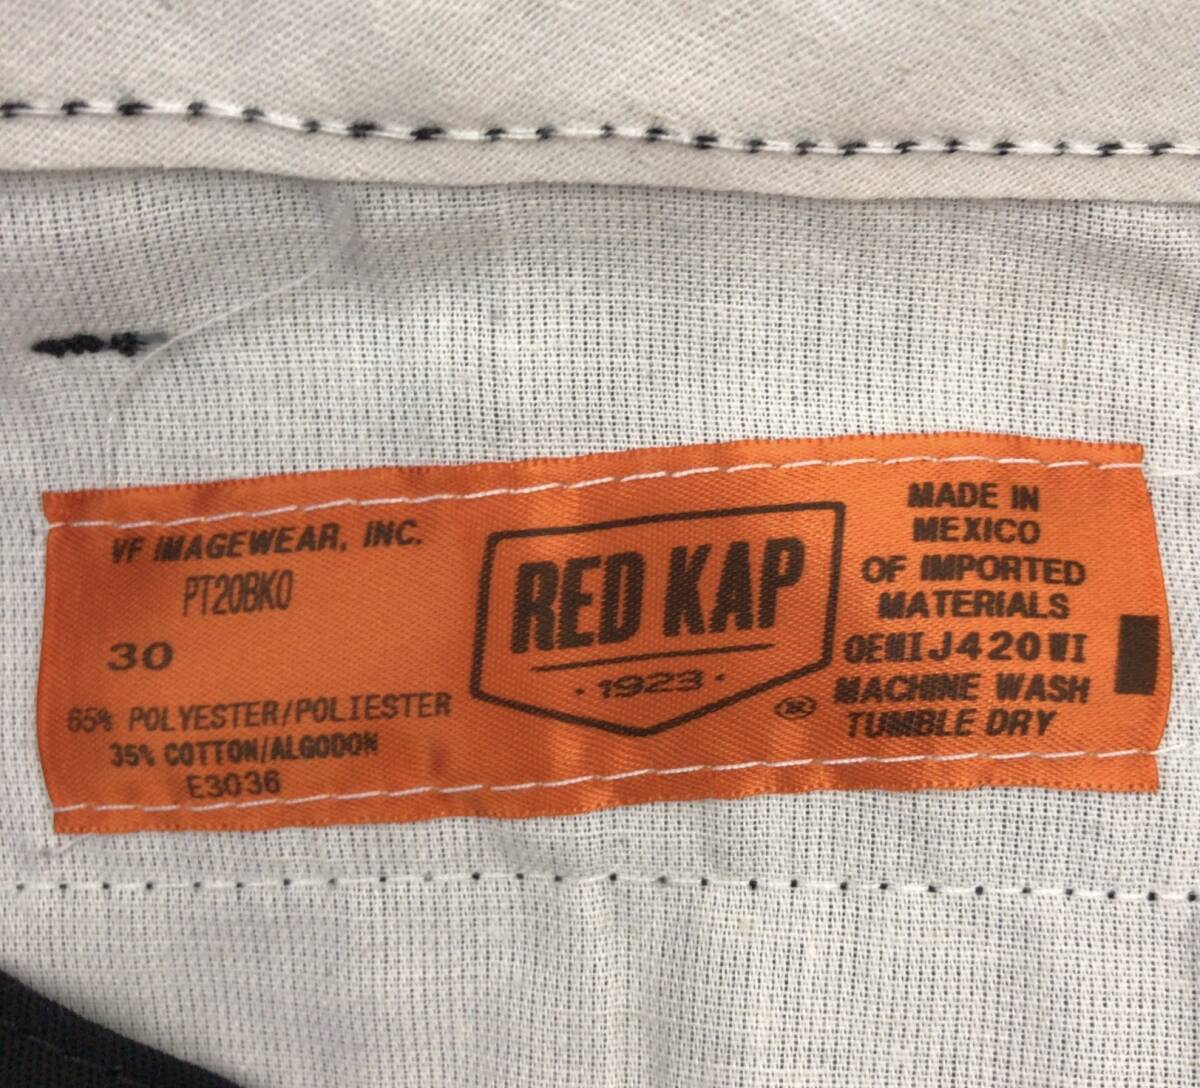 VF IMAGEWEAR, INC.
PT20BK0
30
65% POLYESTER/POLIESTER
35% COTTON/ALGODON
E3036
RED KAP
· 1923 ·
®
MADE IN
MEXICO
OF IMPORTED
MATERIALS
OEMIJ420WI
MACHINE WASH
TUMBLE DRY